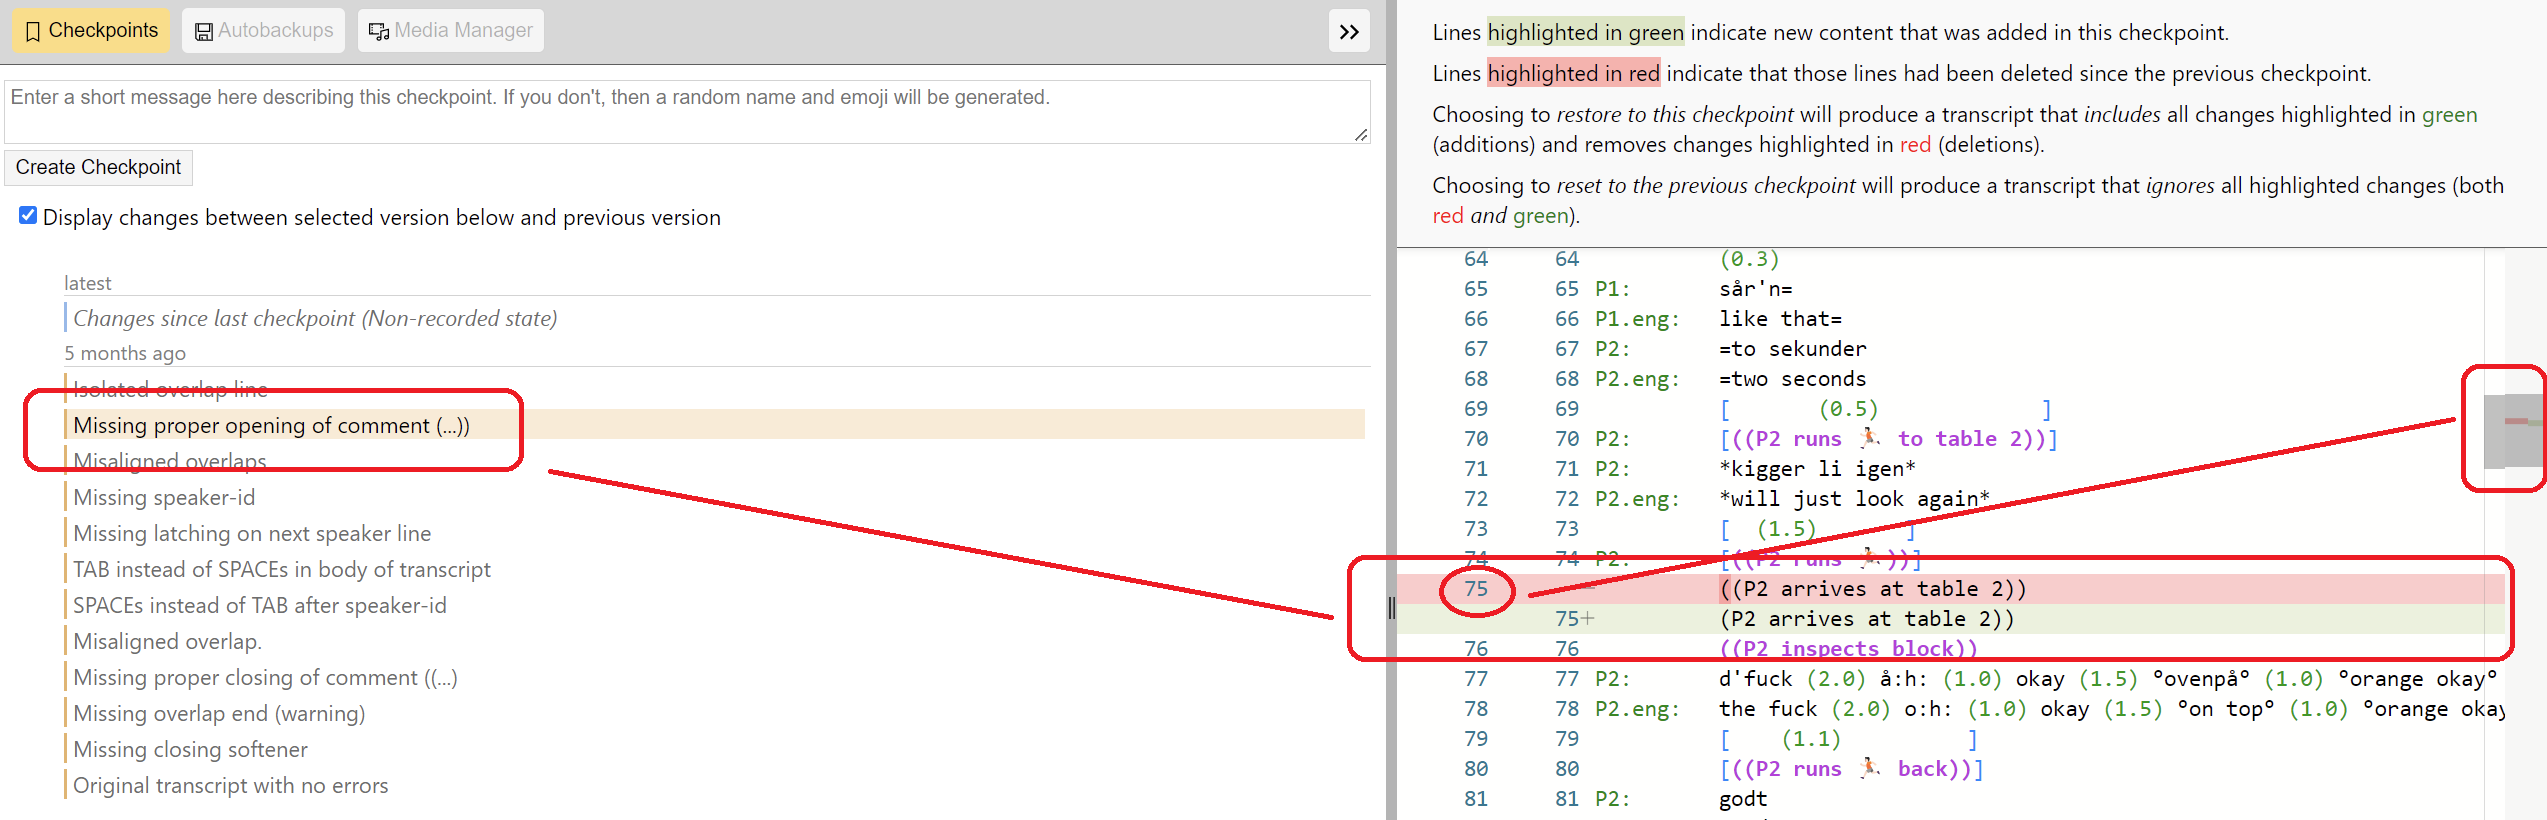 Checkpoints Autobackups Media Manager
Enter a short message here describing this checkpoint. If you don't, then a random name and emoji will be generated.
Create Checkpoint
Display changes between selected version below and previous version
latest
Changes since last checkpoint (Non-recorded state)
5 months ago
Isolated overlap line
Missing proper opening of comment (...))
Misaligned overlaps
Missing speaker-id
Missing latching on next speaker line
TAB instead of SPACEs in body of transcript
SPACEs instead of TAB after speaker-id
Misaligned overlap.
Missing proper closing of comment ((...)
Missing overlap end (warning)
Missing closing softener
Original transcript with no errors
Lines highlighted in green indicate new content that was added in this checkpoint.
Lines highlighted in red indicate that those lines had been deleted since the previous checkpoint.
Choosing to restore to this checkpoint will produce a transcript that includes all changes highlighted in green
(additions) and removes changes highlighted in red (deletions).
Choosing to reset to the previous checkpoint will produce a transcript that ignores all highlighted changes (both
red and green).
64 64 (0.3)
65 65 P1: sår'n=
66 66 P1.eng: like that=
67 67 P2: =to sekunder
68 68 P2.eng: =two seconds
69 69 [ (0.5) ]
70 70 P2: [((P2 runs 🏃 to table 2))]
71 71 P2: *kigger li igen*
72 72 P2.eng: *will just look again*
73 73 [ (1.5) ]
74 74 P2: [((P2 runs 🏃))]
75 — ((P2 arrives at table 2))
75+ (P2 arrives at table 2))
76 76 ((P2 inspects block))
77 77 P2: d'fuck (2.0) å:h: (1.0) okay (1.5) °ovenpå° (1.0) °orange okay°
78 78 P2.eng: the fuck (2.0) o:h: (1.0) okay (1.5) °on top° (1.0) °orange okay
79 79 [ (1.1) ]
80 80 [((P2 runs 🏃 back))]
81 81 P2: godt